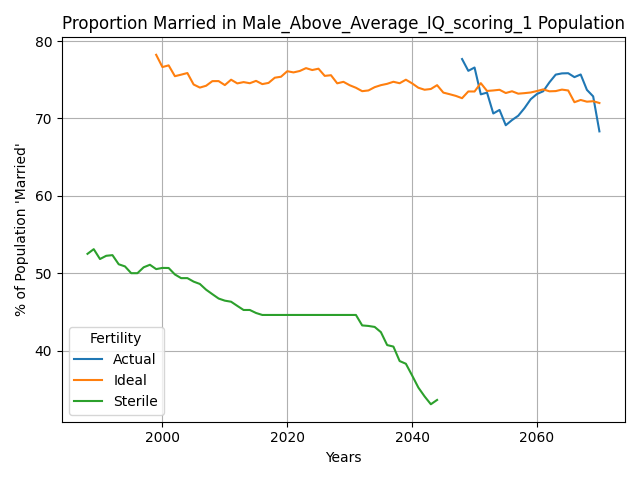 Proportion Married in Male_Above_Average_IQ_scoring_1 Population
% of Population 'Married'
80
70
60
50
40
Fertility
Actual
Ideal
Sterile
2000
2020
2040
2060
Years